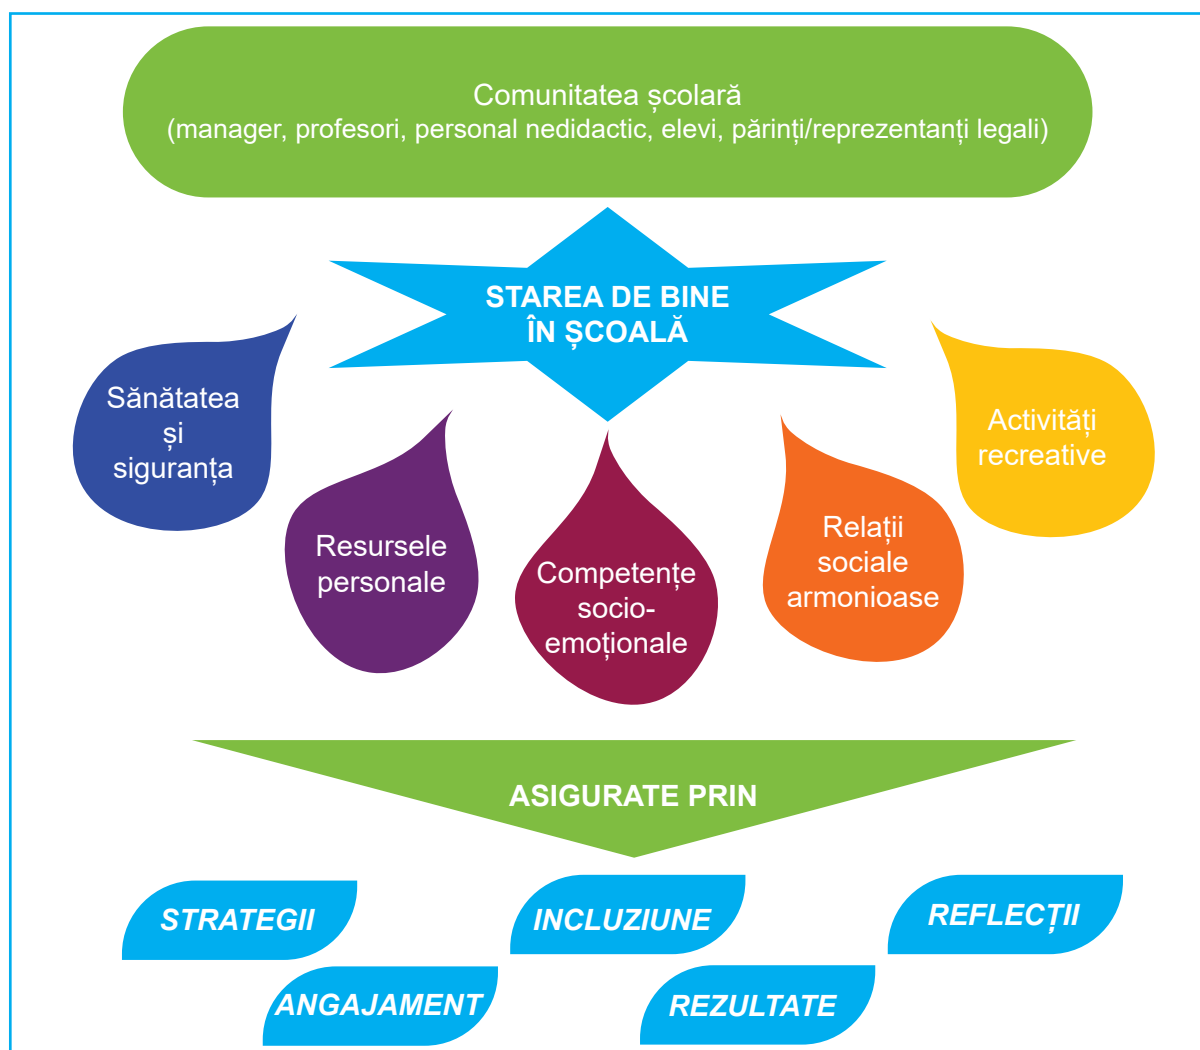 Comunitatea școlară
(manager, profesori, personal nedidactic, elevi, părinți/reprezentanți legali)
STAREA DE BINE
ÎN ȘCOALĂ
Sănătatea
și
siguranța
Resursele
personale
Competențe
socio-
emoționale
Relații
sociale
armonioase
Activități
recreative
ASIGURATE PRIN
STRATEGII
INCLUZIUNE
REFLECȚII
ANGAJAMENT
REZULTATE